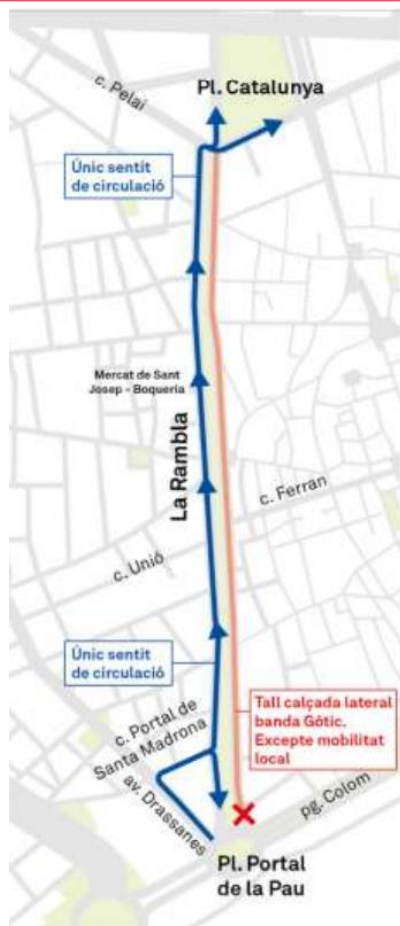 c. Pelai
Pl. Catalunya
Únic sentit
de circulació
Mercat de Sant
Josep - Boqueria
La Rambla
c. Ferran
c. Unió
Únic sentit
de circulació
Tall calçada lateral
banda Gòtic.
Excepte mobilitat
local
c. Portal de
Santa Madrona
av. Drassanes
pg. Colom
Pl. Portal
de la Pau